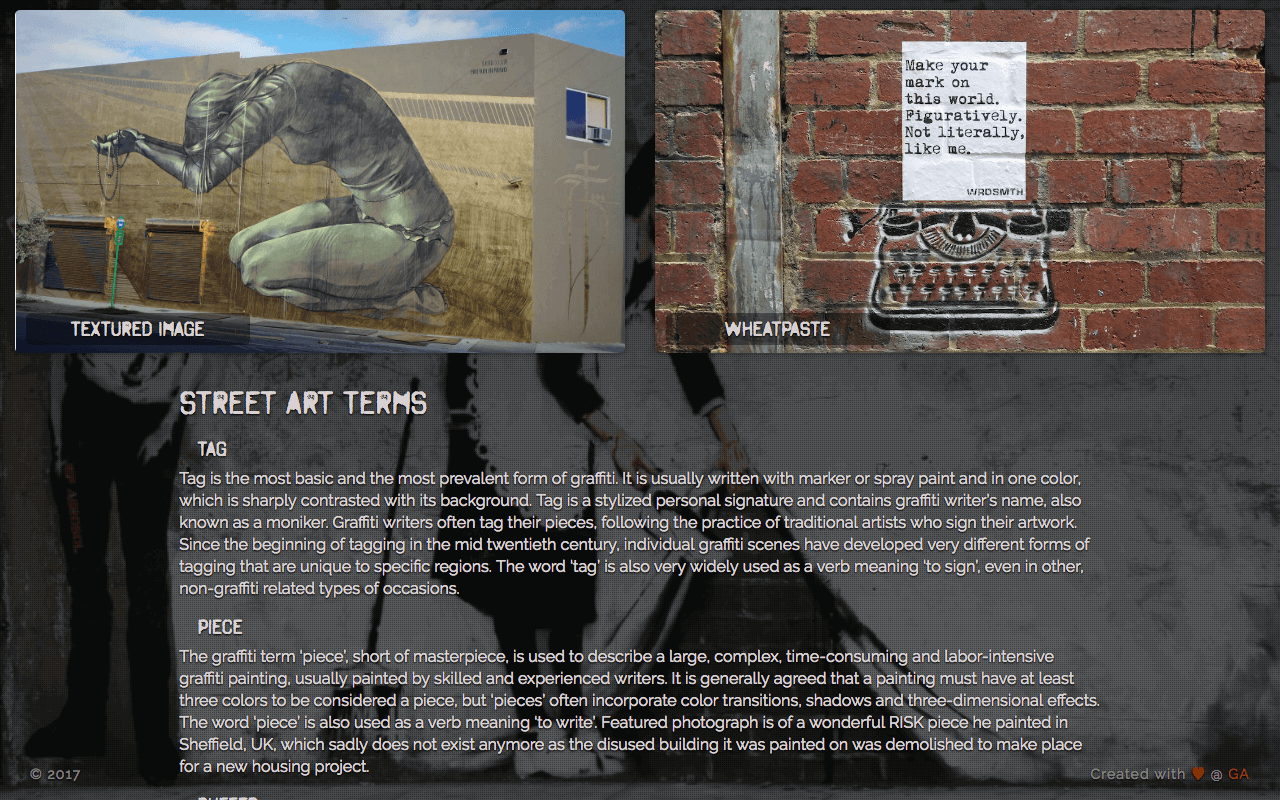 Make your
mark on
this world.
Figuratively.
Not literally,
like me.
WRDSMTH
TEXTURED IMAGE
WHEATPASTE
STREET ART TERMS
TAG
Tag is the most basic and the most prevalent form of graffiti. It is usually written with marker or spray paint and in one color,
which is sharply contrasted with its background. Tag is a stylized personal signature and contains graffiti writer's name, also
known as a moniker. Graffiti writers often tag their pieces, following the practice of traditional artists who sign their artwork.
Since the beginning of tagging in the mid twentieth century, individual graffiti scenes have developed very different forms of
tagging that are unique to specific regions. The word 'tag' is also very widely used as a verb meaning 'to sign', even in other,
non-graffiti related types of occasions.
PIECE
The graffiti term 'piece', short of masterpiece, is used to describe a large, complex, time-consuming and labor-intensive
graffiti painting, usually painted by skilled and experienced writers. It is generally agreed that a painting must have at least
three colors to be considered a piece, but 'pieces' often incorporate color transitions, shadows and three-dimensional effects.
The word 'piece' is also used as a verb meaning 'to write'. Featured photograph is of a wonderful RISK piece he painted in
Sheffield, UK, which sadly does not exist anymore as the disused building it was painted on was demolished to make place
for a new housing project.
© 2017
Created with ♥ @ GA